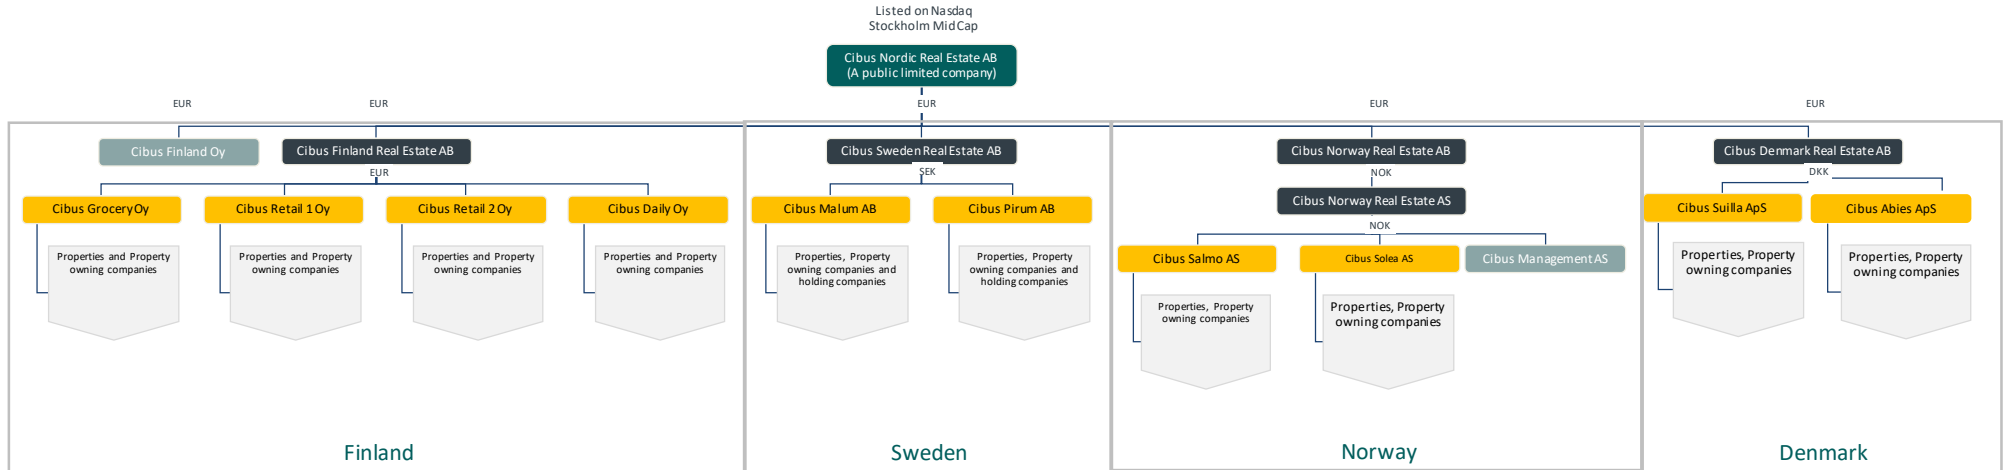 Listed on Nasdaq
Stockholm MidCap
Cibus Nordic Real Estate AB
(A public limited company)
EUR
EUR
EUR
EUR
EUR
Cibus Finland Oy
Cibus Finland Real Estate AB
Cibus Sweden Real Estate AB
Cibus Norway Real Estate AB
Cibus Denmark Real Estate AB
EUR
SEK
NOK
DKK
Cibus Grocery Oy
Cibus Retail 1 Oy
Cibus Retail 2 Oy
Cibus Daily Oy
Cibus Malum AB
Cibus Pirum AB
Cibus Norway Real Estate AS
Cibus Suilla ApS
Cibus Abies ApS
NOK
Cibus Salmo AS
Cibus Solea AS
Cibus Management AS
Properties and Property
owning companies
Properties and Property
owning companies
Properties and Property
owning companies
Properties and Property
owning companies
Properties, Property
owning companies and
holding companies
Properties, Property
owning companies and
holding companies
Properties, Property
owning companies
Properties, Property
owning companies
Properties, Property
owning companies
Properties, Property
owning companies
Finland
Sweden
Norway
Denmark